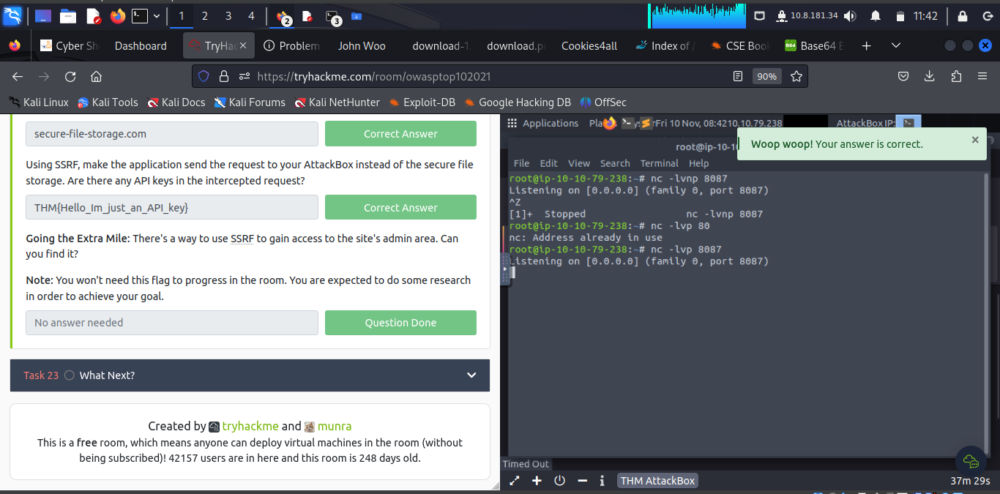 1 2 3 4 2 3 10.8.181.34 11:42
Cyber Sh Dashboard TryHac Problem John Woo download-1 download.p Cookies4all Index of / CSE Boo Base64 E
https://tryhackme.com/room/owasptop102021 90%
Kali Linux Kali Tools Kali Docs Kali Forums Kali NetHunter Exploit-DB Google Hacking DB OffSec
secure-file-storage.com Correct Answer
Using SSRF, make the application send the request to your AttackBox instead of the secure file
storage. Are there any API keys in the intercepted request?
THM{Hello_Im_just_an_API_key} Correct Answer
Going the Extra Mile: There's a way to use SSRF to gain access to the site's admin area. Can
you find it?
Note: You won't need this flag to progress in the room. You are expected to do some research
in order to achieve your goal.
No answer needed Question Done
Task 23 What Next?
Created by tryhackme and munra
This is a free room, which means anyone can deploy virtual machines in the room (without
being subscribed)! 42157 users are in here and this room is 248 days old.
Applications Pla ys Fri 10 Nov, 08:42 10.10.79.238 AttackBox IP:
Woop woop! Your answer is correct.
root@ip-10-10
File Edit View Search Terminal Help
root@ip-10-10-79-238:~# nc -lvnp 8087
Listening on [0.0.0.0] (family 0, port 8087)
^Z
[1]+ Stopped nc -lvnp 8087
root@ip-10-10-79-238:~# nc -lvp 80
nc: Address already in use
root@ip-10-10-79-238:~# nc -lvp 8087
Listening on [0.0.0.0] (family 0, port 8087)
Timed Out
THM AttackBox 37m 29s